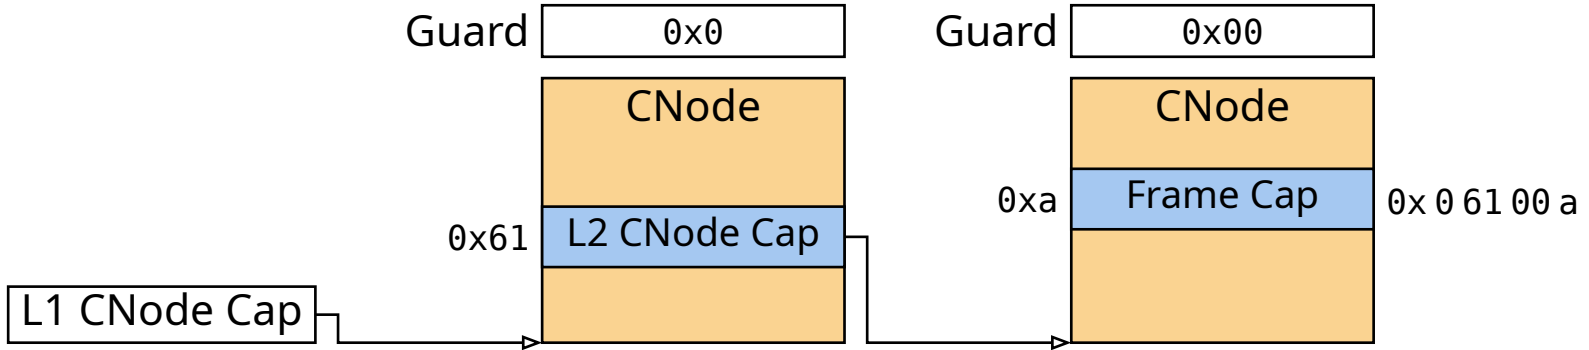 Guard 0x0
Guard 0x00
CNode
CNode
0xa Frame Cap 0x 0 61 00 a
0x61 L2 CNode Cap
L1 CNode Cap